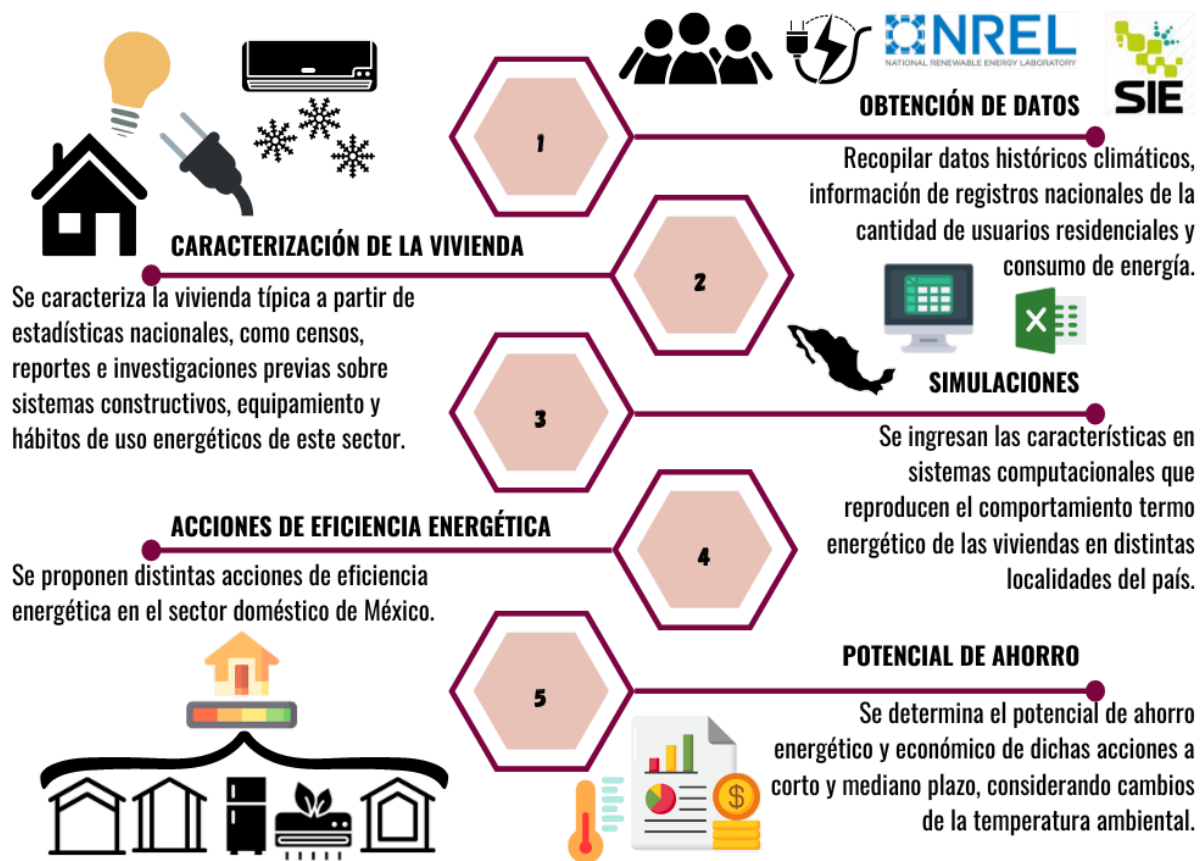 NREL
NATIONAL RENEWABLE ENERGY LABORATORY
SIE
1
OBTENCIÓN DE DATOS
Recopilar datos históricos climáticos,
información de registros nacionales de la
cantidad de usuarios residenciales y
consumo de energía.
2
CARACTERIZACIÓN DE LA VIVIENDA
Se caracteriza la vivienda típica a partir de
estadísticas nacionales, como censos,
reportes e investigaciones previas sobre
sistemas constructivos, equipamiento y
hábitos de uso energéticos de este sector.
X
3
SIMULACIONES
Se ingresan las características en
sistemas computacionales que
reproducen el comportamiento termo
energético de las viviendas en distintas
localidades del país.
4
ACCIONES DE EFICIENCIA ENERGÉTICA
Se proponen distintas acciones de eficiencia
energética en el sector doméstico de México.
5
POTENCIAL DE AHORRO
Se determina el potencial de ahorro
energético y económico de dichas acciones a
corto y mediano plazo, considerando cambios
de la temperatura ambiental.
$